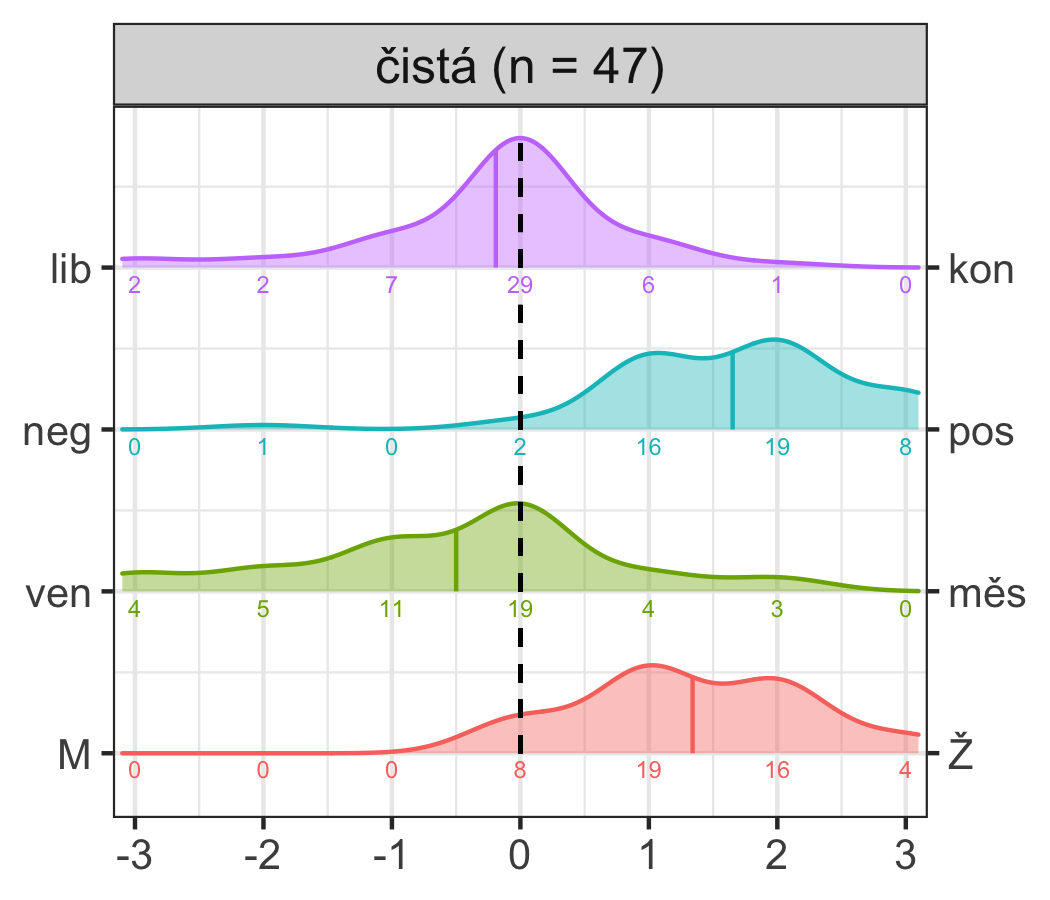 čistá (n = 47)
lib kon
2 2 7 29 6 1 0
neg pos
0 1 0 2 16 19 8
ven měs
4 5 11 19 4 3 0
M Ž
0 0 0 8 19 16 4
-3 -2 -1 0 1 2 3